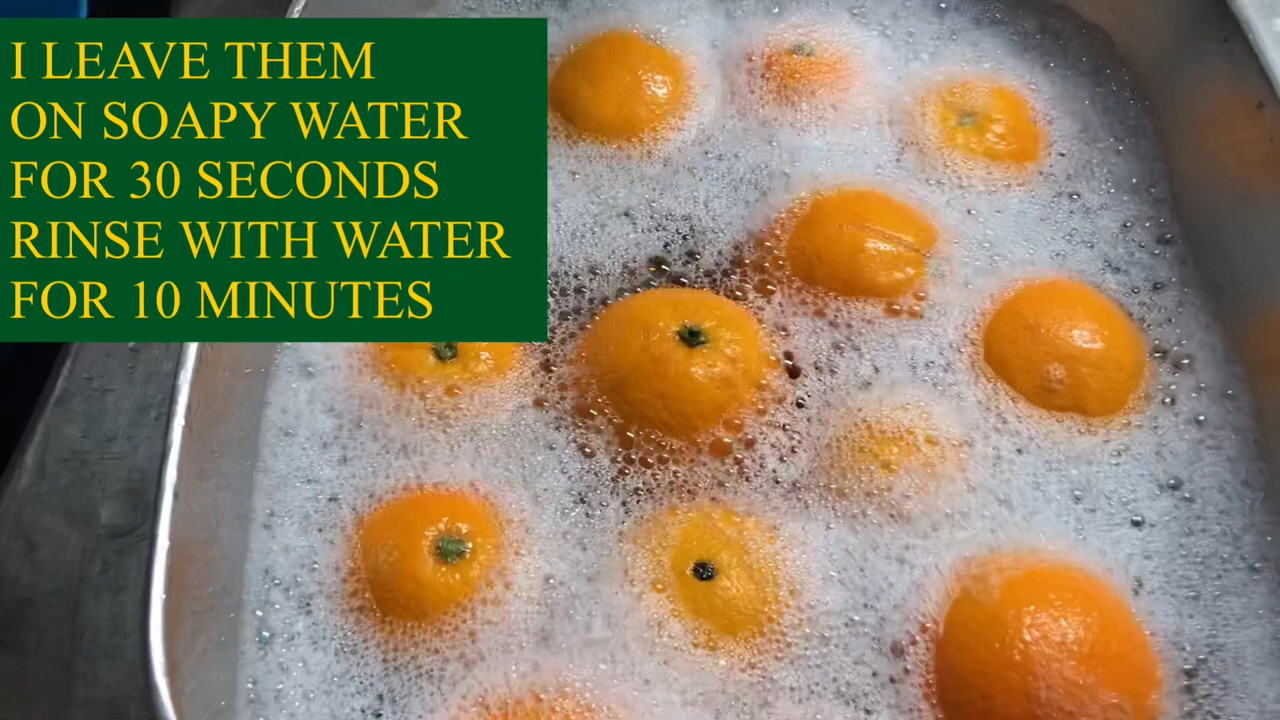 I LEAVE THEM
ON SOAPY WATER
FOR 30 SECONDS
RINSE WITH WATER
FOR 10 MINUTES